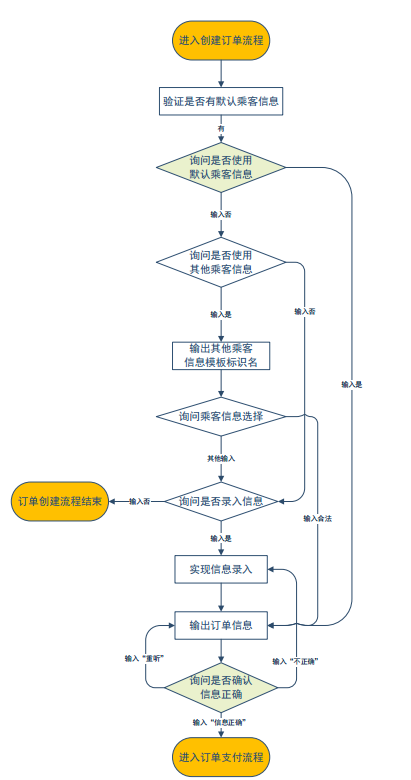 进入创建订单流程
验证是否有默认乘客信息
有
询问是否使用
默认乘客信息
输入否
询问是否使用
其他乘客信息
输入是
输入否
输出其他乘客
信息模板标识名
输入是
询问乘客信息选择
其他输入
订单创建流程结束
输入否
询问是否录入信息
输入合法
输入是
实现信息录入
输出订单信息
输入“重听”
输入“不正确”
询问是否确认
信息正确
输入“信息正确”
进入订单支付流程